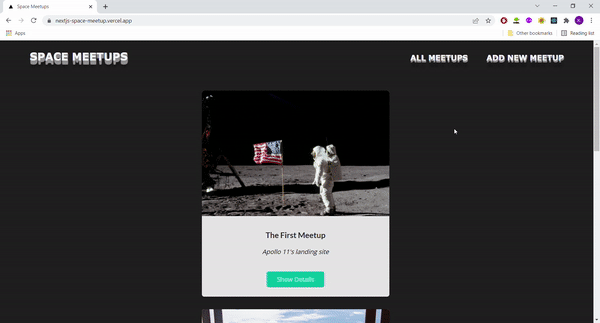 Space Meetups
nextjs-space-meetup.vercel.app
Apps
Other bookmarks
Reading list
SPACE MEETUPS
ALL MEETUPS
ADD NEW MEETUP
The First Meetup
Apollo 11's landing site
Show Details